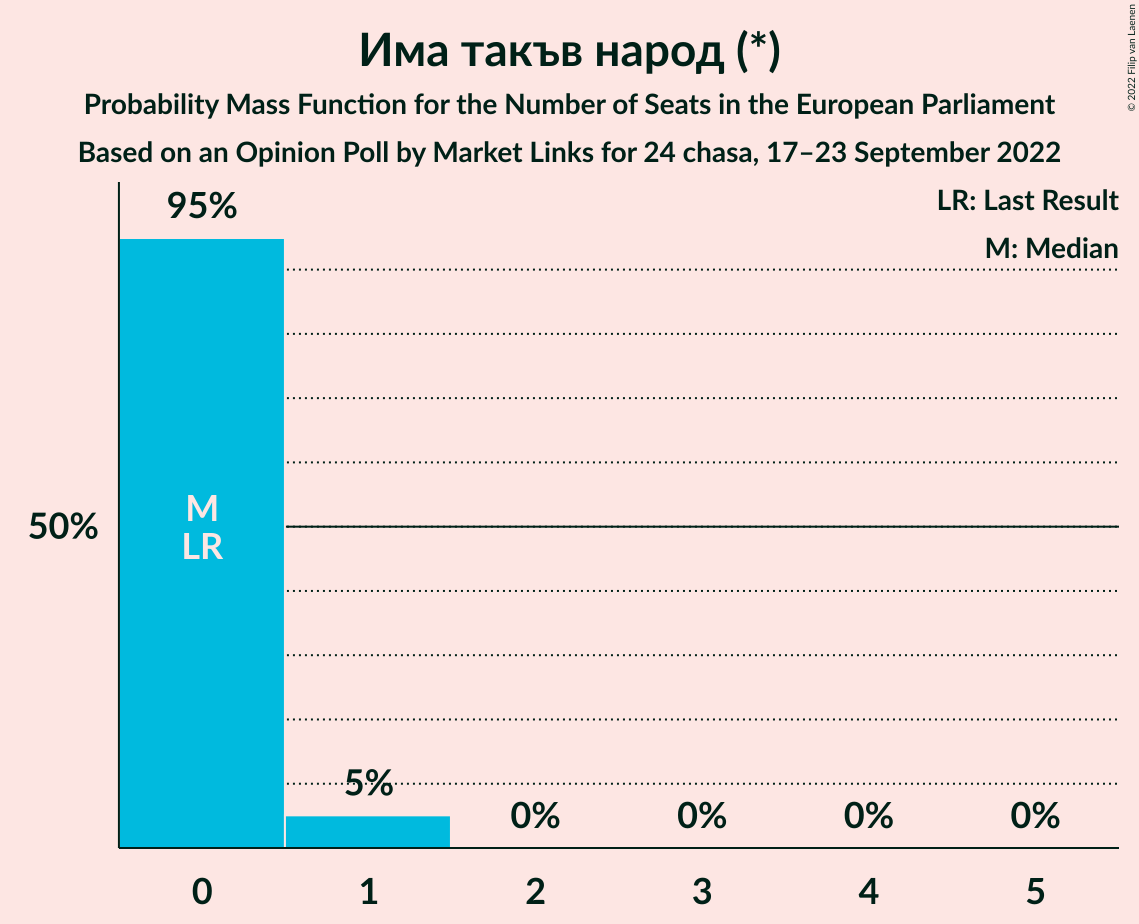 Има такъв народ (*)
Probability Mass Function for the Number of Seats in the European Parliament
Based on an Opinion Poll by Market Links for 24 chasa, 17–23 September 2022
© 2022 Filip van Laenen
LR: Last Result
M: Median
95%
50%
M
LR
5%
0%
0%
0%
0%
0
1
2
3
4
5